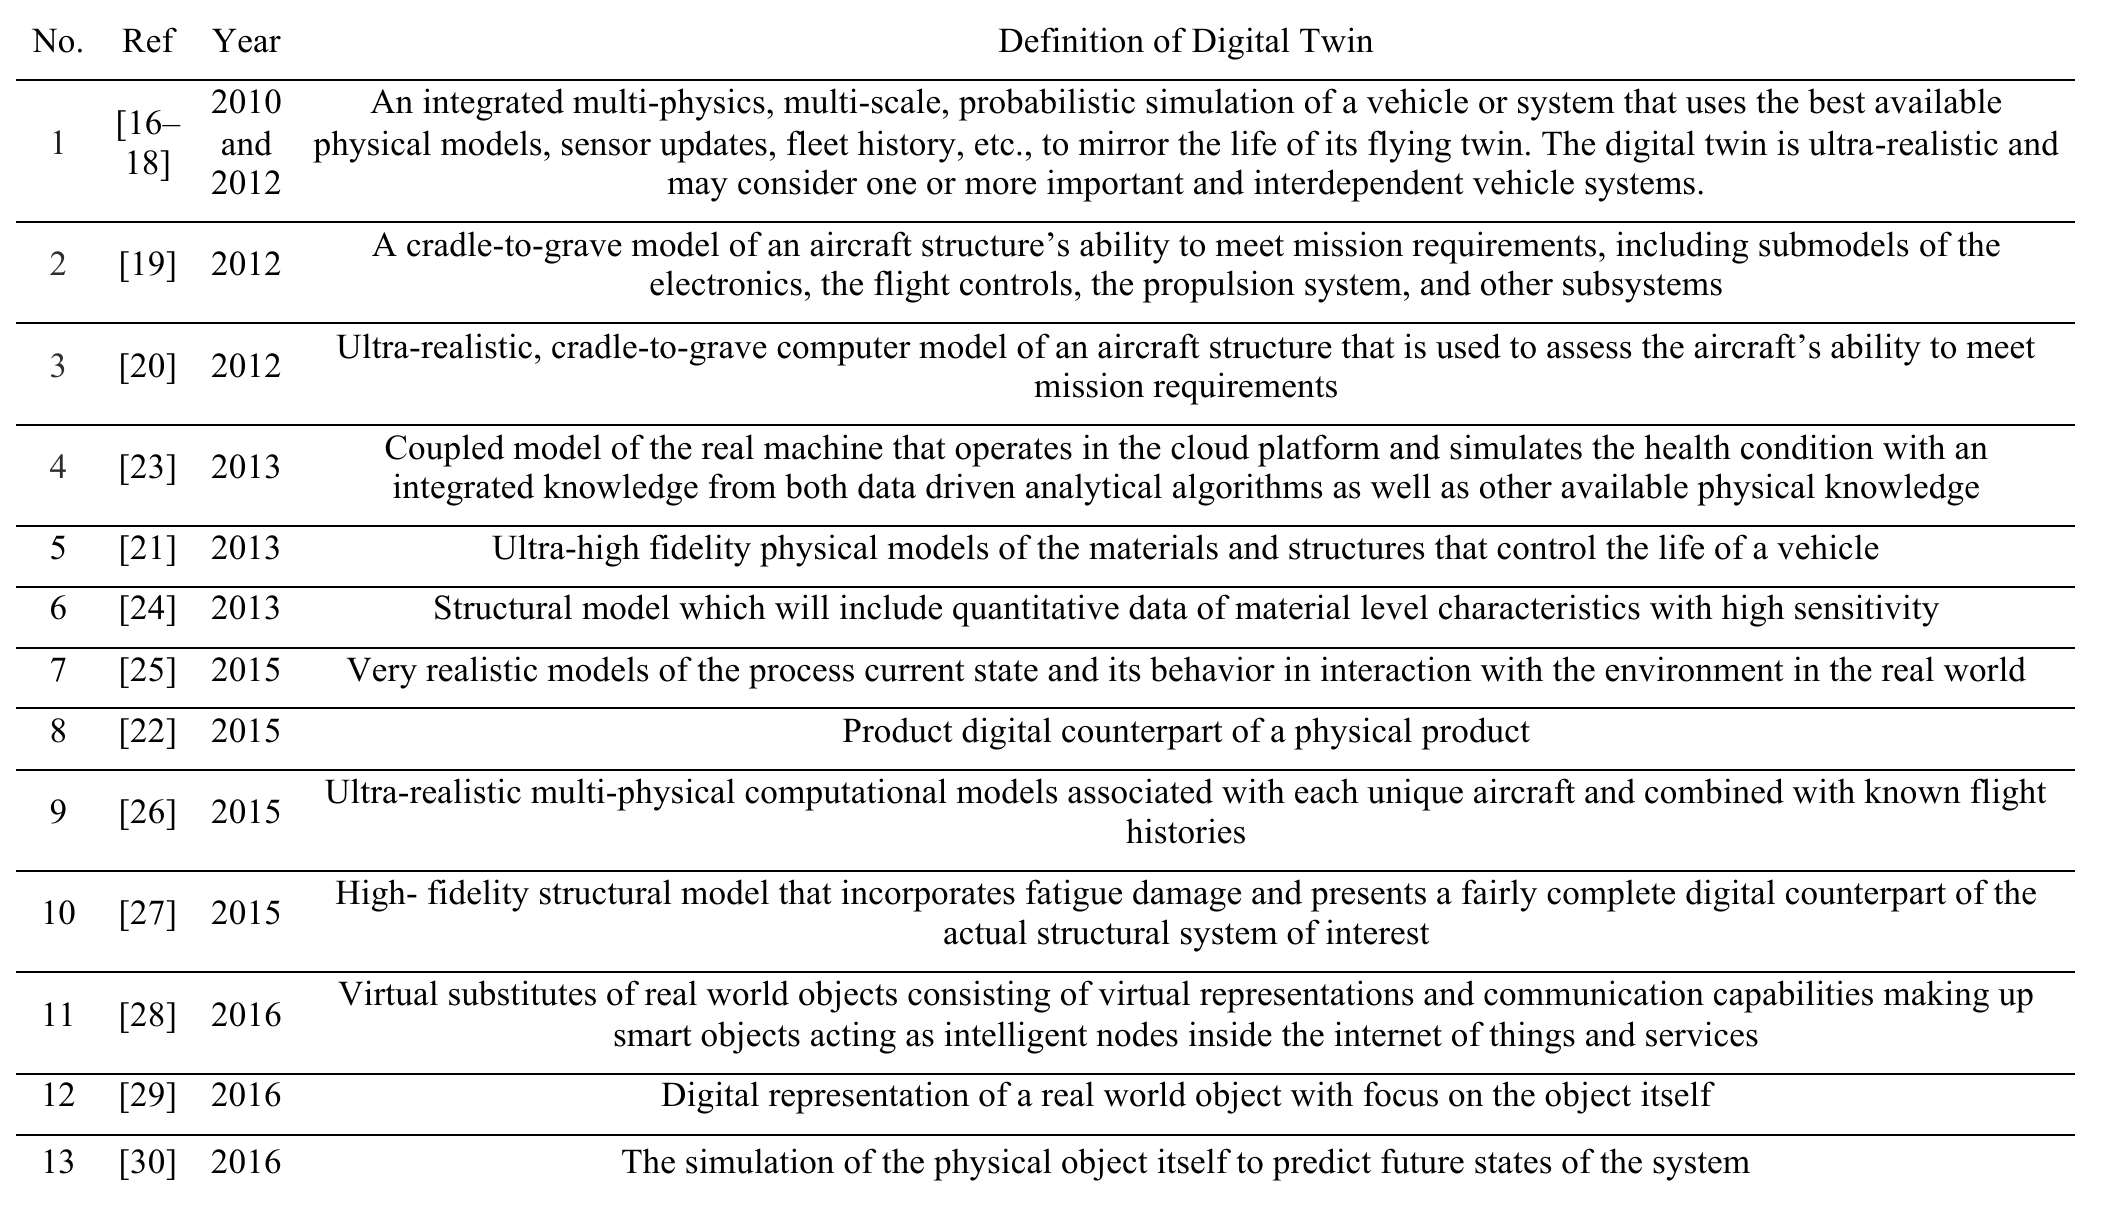 No. Ref Year Definition of Digital Twin
1 [16–18] 2010 and 2012 An integrated multi-physics, multi-scale, probabilistic simulation of a vehicle or system that uses the best available
physical models, sensor updates, fleet history, etc., to mirror the life of its flying twin. The digital twin is ultra-realistic and
may consider one or more important and interdependent vehicle systems.
2 [19] 2012 A cradle-to-grave model of an aircraft structure’s ability to meet mission requirements, including submodels of the
electronics, the flight controls, the propulsion system, and other subsystems
3 [20] 2012 Ultra-realistic, cradle-to-grave computer model of an aircraft structure that is used to assess the aircraft’s ability to meet
mission requirements
4 [23] 2013 Coupled model of the real machine that operates in the cloud platform and simulates the health condition with an
integrated knowledge from both data driven analytical algorithms as well as other available physical knowledge
5 [21] 2013 Ultra-high fidelity physical models of the materials and structures that control the life of a vehicle
6 [24] 2013 Structural model which will include quantitative data of material level characteristics with high sensitivity
7 [25] 2015 Very realistic models of the process current state and its behavior in interaction with the environment in the real world
8 [22] 2015 Product digital counterpart of a physical product
9 [26] 2015 Ultra-realistic multi-physical computational models associated with each unique aircraft and combined with known flight
histories
10 [27] 2015 High- fidelity structural model that incorporates fatigue damage and presents a fairly complete digital counterpart of the
actual structural system of interest
11 [28] 2016 Virtual substitutes of real world objects consisting of virtual representations and communication capabilities making up
smart objects acting as intelligent nodes inside the internet of things and services
12 [29] 2016 Digital representation of a real world object with focus on the object itself
13 [30] 2016 The simulation of the physical object itself to predict future states of the system